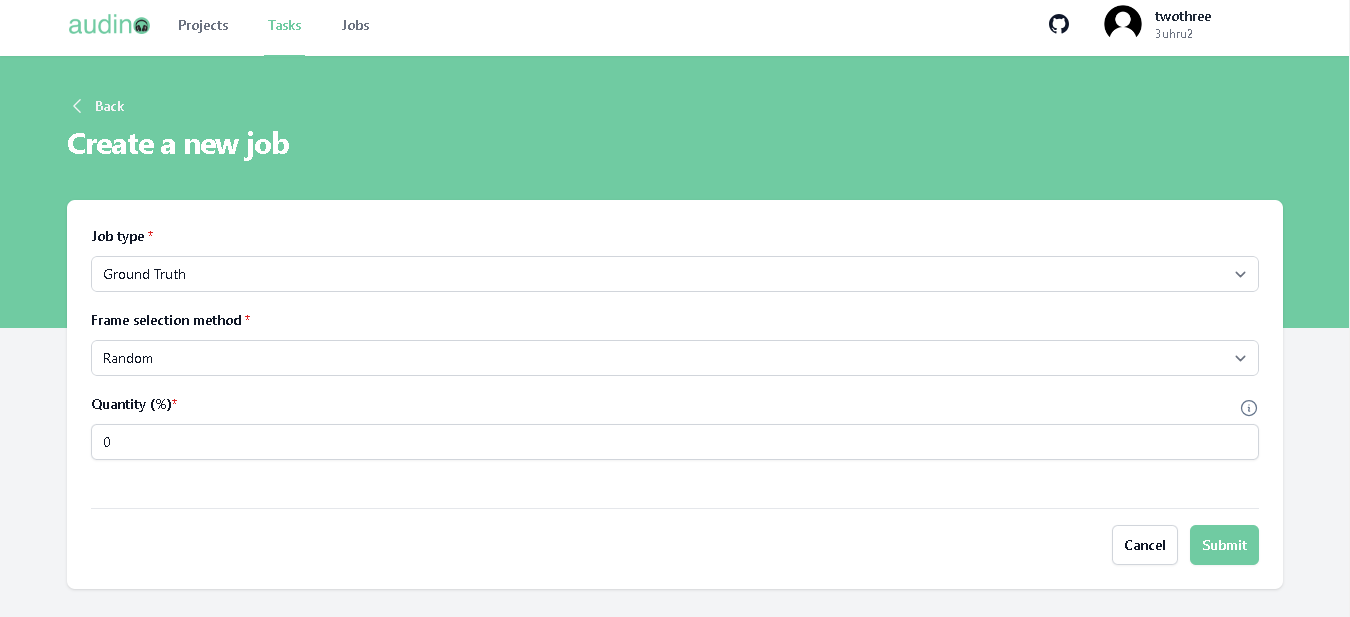 audino
Projects
Tasks
Jobs
twothree
3uhru2
Back
Create a new job
Job type *
Ground Truth
Frame selection method *
Random
Quantity (%)*
0
Cancel
Submit